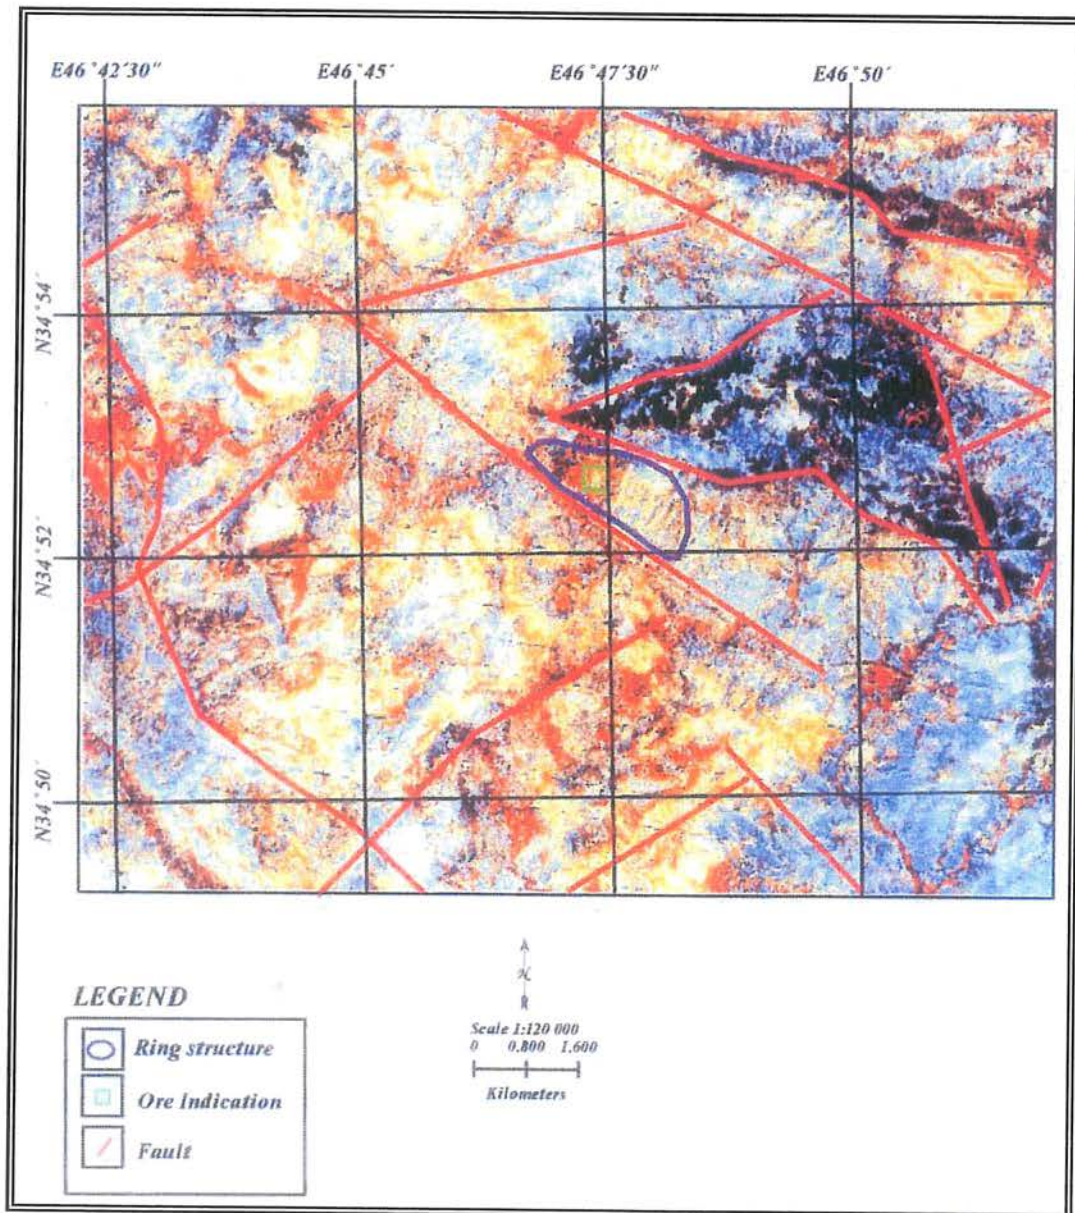 E46°42´30" E46°45´ E46°47´30" E46°50´
N34°54´
N34°52´
N34°50´
LEGEND
Ring structure
Ore Indication
Fault
N
Scale 1:120 000
0 0.800 1.600
Kilometers